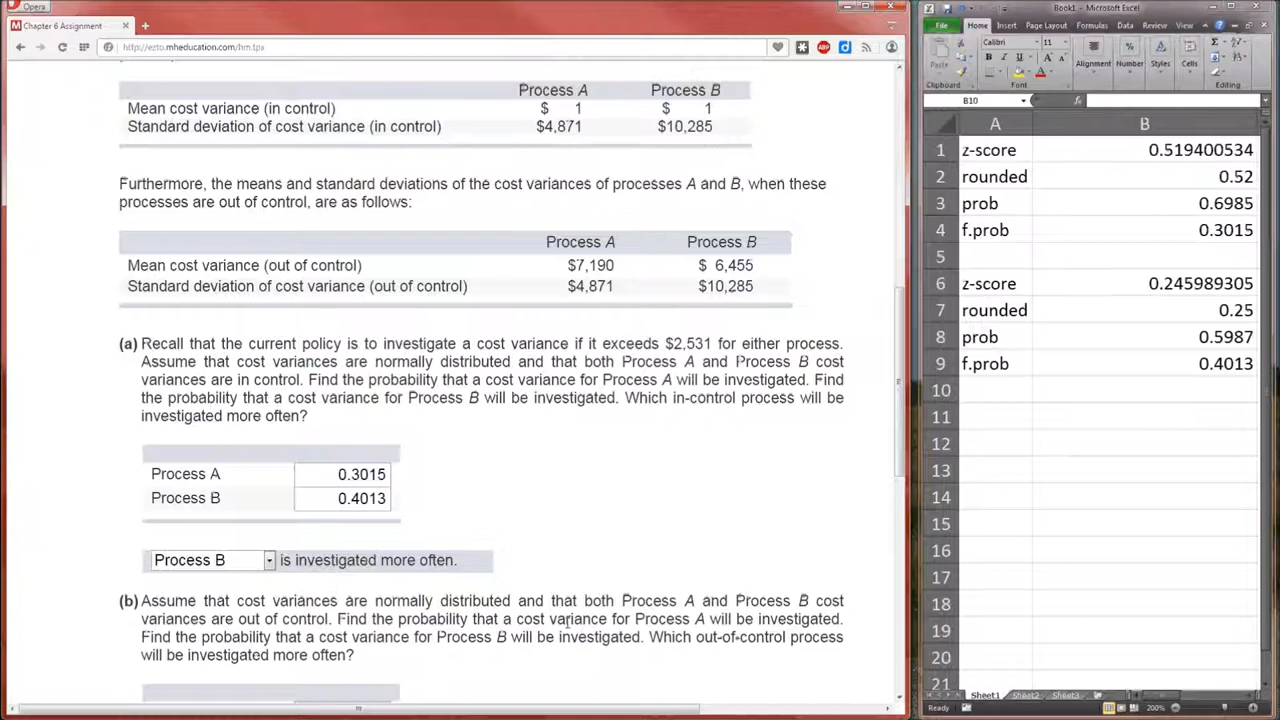 Opera
Chapter 6 Assignment
http://ezto.mheducation.com/hm.tpx
Process A Process B
Mean cost variance (in control) $ 1 $ 1
Standard deviation of cost variance (in control) $4,871 $10,285
Furthermore, the means and standard deviations of the cost variances of processes A and B, when these
processes are out of control, are as follows:
Process A Process B
Mean cost variance (out of control) $7,190 $ 6,455
Standard deviation of cost variance (out of control) $4,871 $10,285
(a) Recall that the current policy is to investigate a cost variance if it exceeds $2,531 for either process.
Assume that cost variances are normally distributed and that both Process A and Process B cost
variances are in control. Find the probability that a cost variance for Process A will be investigated. Find
the probability that a cost variance for Process B will be investigated. Which in-control process will be
investigated more often?
Process A 0.3015
Process B 0.4013
Process B is investigated more often.
(b) Assume that cost variances are normally distributed and that both Process A and Process B cost
variances are out of control. Find the probability that a cost variance for Process A will be investigated.
Find the probability that a cost variance for Process B will be investigated. Which out-of-control process
will be investigated more often?
Book1 - Microsoft Excel
File Home Insert Page Layout Formulas Data Review View
Paste Calibri 11 Alignment Number Styles Cells
Clipboard Font Editing
B10 fx
A B
1 z-score 0.519400534
2 rounded 0.52
3 prob 0.6985
4 f.prob 0.3015
5
6 z-score 0.245989305
7 rounded 0.25
8 prob 0.5987
9 f.prob 0.4013
10
11
12
13
14
15
16
17
18
19
20
21
Sheet1 Sheet2 Sheet3
Ready 200%